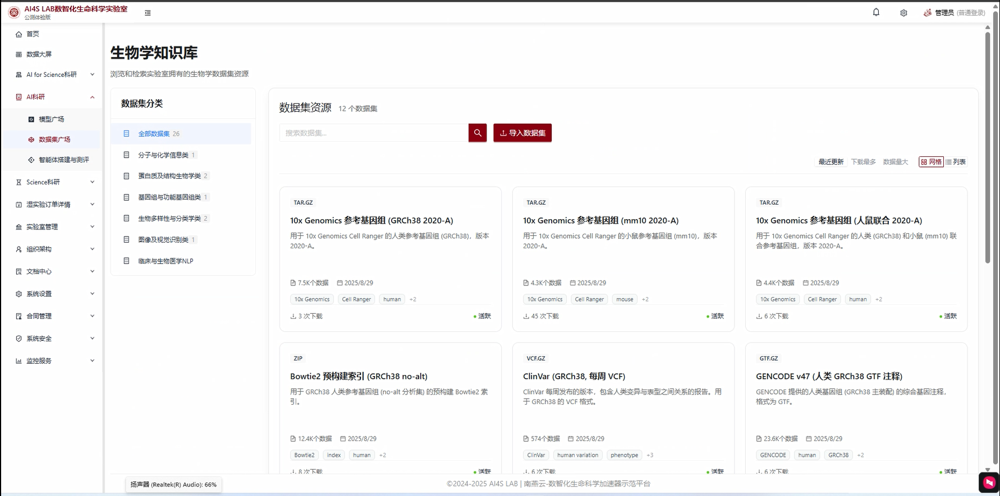 AI4S LAB数智化生命科学实验室
公测体验版
管理员 (普通登录)
首页
数据大屏
AI for Science科研
AI科研
模型广场
数据集广场
智能体搭建与测评
Science科研
湿实验订单详情
实验室管理
组织架构
文档中心
系统设置
合同管理
系统安全
监控服务
生物学知识库
浏览和检索实验室拥有的生物学数据集资源
数据集分类
全部数据集 26
分子与化学信息类 1
蛋白质及结构生物学类 2
基因组与功能基因组类 1
生物多样性与分类学类 2
图像及视觉识别类 1
临床与生物医学NLP
数据集资源 12 个数据集
搜索数据集...
导入数据集
最近更新 下载最多 数据量大 网格 列表
TAR.GZ
10x Genomics 参考基因组 (GRCh38 2020-A)
用于 10x Genomics Cell Ranger 的人类参考基因组 (GRCh38)，版本
2020-A。
7.5K个数据 2025/8/29
10x Genomics Cell Ranger human +2
3 次下载 活跃
TAR.GZ
10x Genomics 参考基因组 (mm10 2020-A)
用于 10x Genomics Cell Ranger 的小鼠参考基因组 (mm10)，版本
2020-A。
4.3K个数据 2025/8/29
10x Genomics Cell Ranger mouse +2
45 次下载 活跃
TAR.GZ
10x Genomics 参考基因组 (人鼠联合 2020-A)
用于 10x Genomics Cell Ranger 的人类 (GRCh38) 和小鼠 (mm10) 联
合参考基因组，版本 2020-A。
4.4K个数据 2025/8/29
10x Genomics Cell Ranger human +2
6 次下载 活跃
ZIP
Bowtie2 预构建索引 (GRCh38 no-alt)
用于 GRCh38 人类参考基因组 (no-alt 分析集) 的预构建 Bowtie2 索
引。
12.4K个数据 2025/8/29
Bowtie2 index human +2
8 次下载 活跃
VCF.GZ
ClinVar (GRCh38, 每周 VCF)
ClinVar 每周发布的版本，包含人类变异与表型之间关系的报告。用
于 GRCh38 的 VCF 格式。
574个数据 2025/8/29
ClinVar human variation phenotype +3
6 次下载 活跃
GTF.GZ
GENCODE v47 (人类 GRCh38 GTF 注释)
GENCODE 提供的人类基因组 (GRCh38 主装配) 的综合基因注释，
格式为 GTF。
23.6K个数据 2025/8/29
GENCODE human GRCh38 +2
6 次下载 活跃
扬声器 (Realtek(R) Audio): 66%
©2024-2025 AI4S LAB | 南燕云-数智化生命科学加速器示范平台